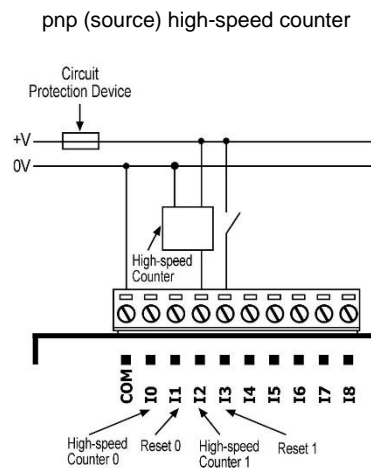 pnp (source) high-speed counter
Circuit
Protection Device
+V
0V
High-speed
Counter
COM I0 I1 I2 I3 I4 I5 I6 I7 I8
High-speed
Counter 0
Reset 0
High-speed
Counter 1
Reset 1